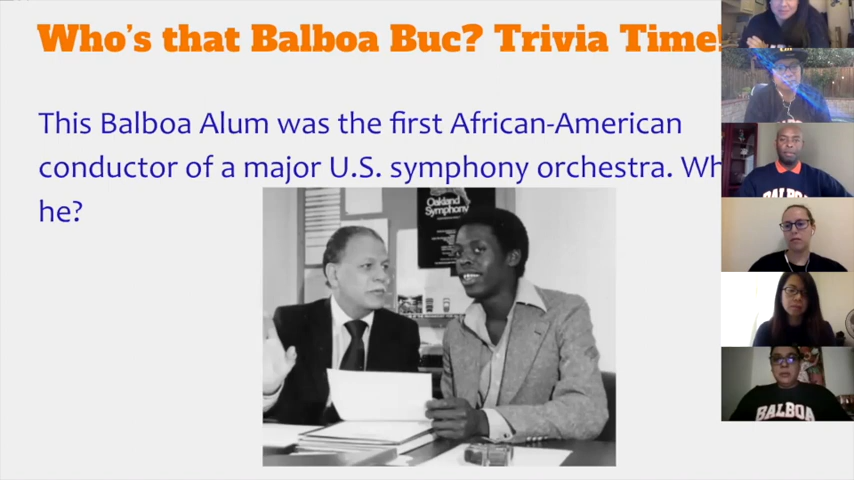 Who's that Balboa Buc? Trivia Time!
This Balboa Alum was the first African-American
conductor of a major U.S. symphony orchestra. Wh
he?
Oakland
Symphony
BALBOA
BALBOA